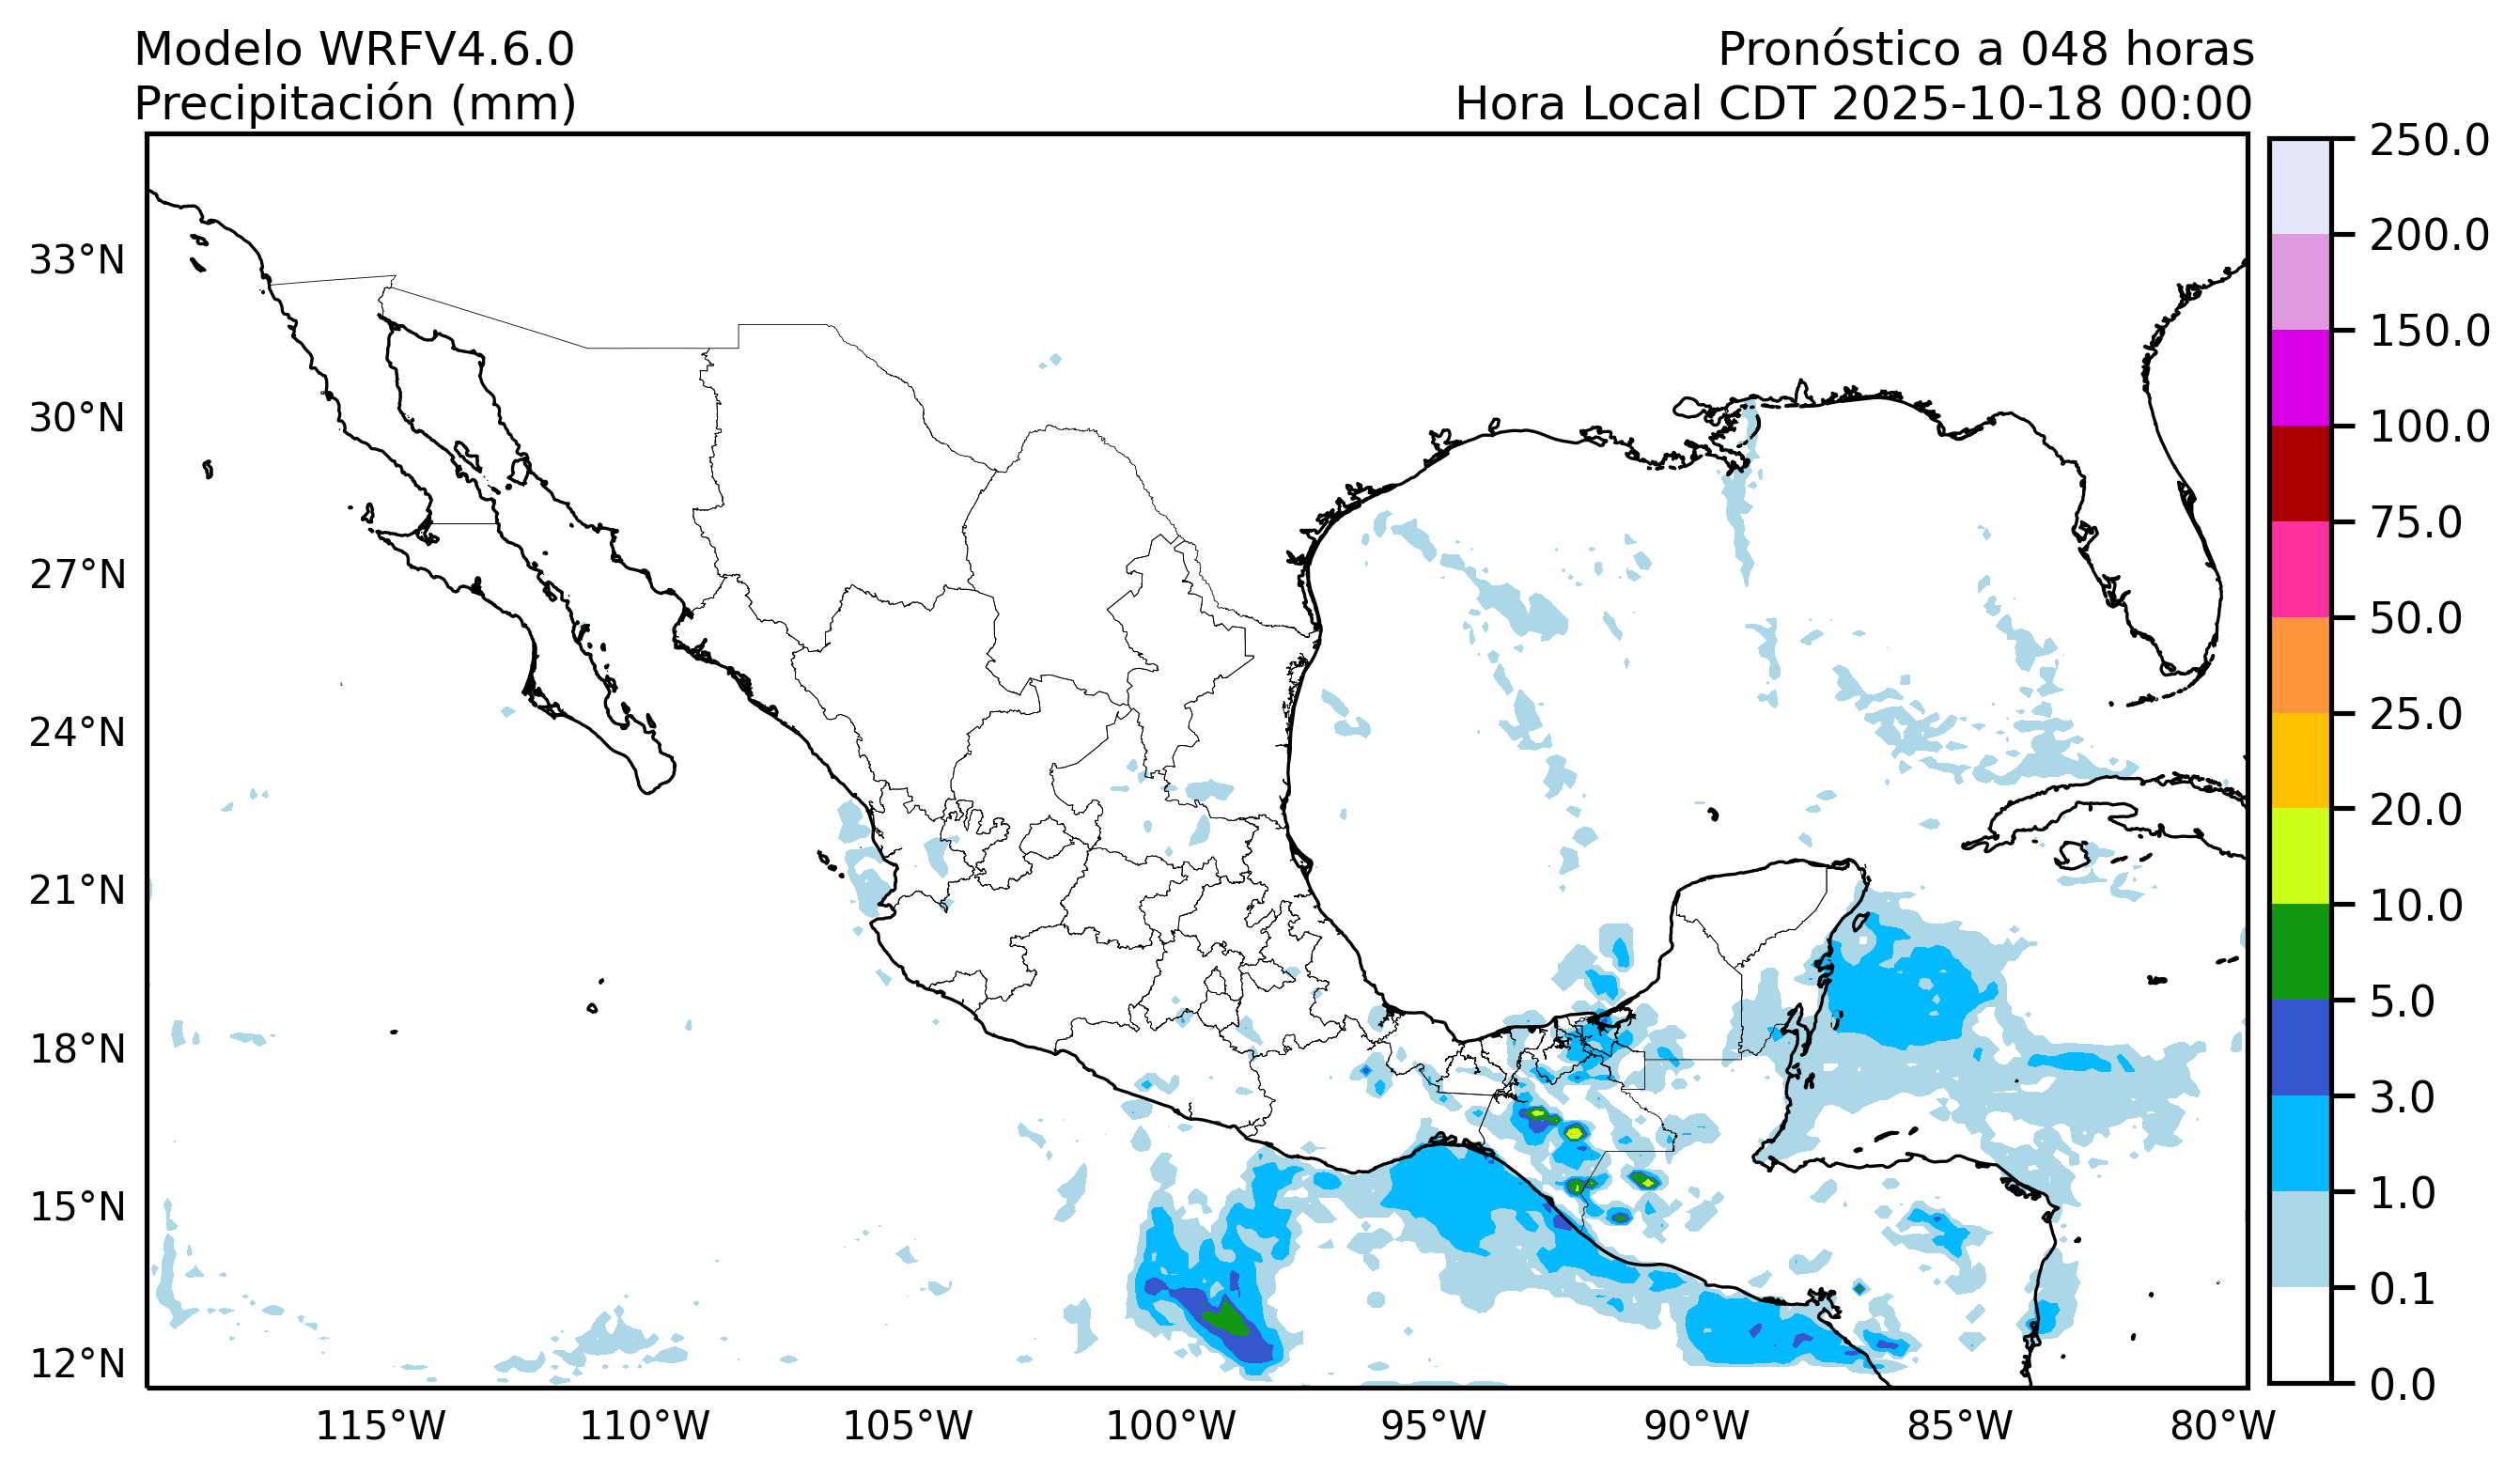 Modelo WRFV4.6.0
Precipitación (mm)
Pronóstico a 048 horas
Hora Local CDT 2025-10-18 00:00
33°N
30°N
27°N
24°N
21°N
18°N
15°N
12°N
115°W
110°W
105°W
100°W
95°W
90°W
85°W
80°W
250.0
200.0
150.0
100.0
75.0
50.0
25.0
20.0
10.0
5.0
3.0
1.0
0.1
0.0